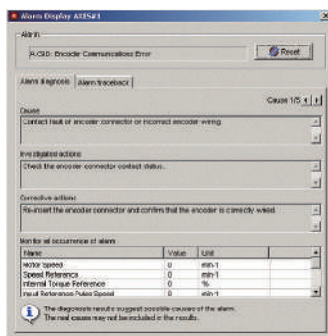 Alarm Display AXIS#1
Alarm
A.C90: Encoder Communications Error
Reset
Alarm diagnosis
Alarm traceback
Cause 1/5
Cause
Contact fault of encoder connector or incorrect encoder wiring.
Investigated actions
Check the encoder connector contact status.
Corrective actions
Re-insert the encoder connector and confirm that the encoder is correctly wired.
Monitor at occurrence of alarm
Name Value Unit
Motor Speed 0 min-1
Speed Reference 0 min-1
Internal Torque Reference 0 %
Input Reference Pulse Speed 0 min-1
The diagnosis results suggest possible causes of the alarm.
The real cause may not be included in the results.